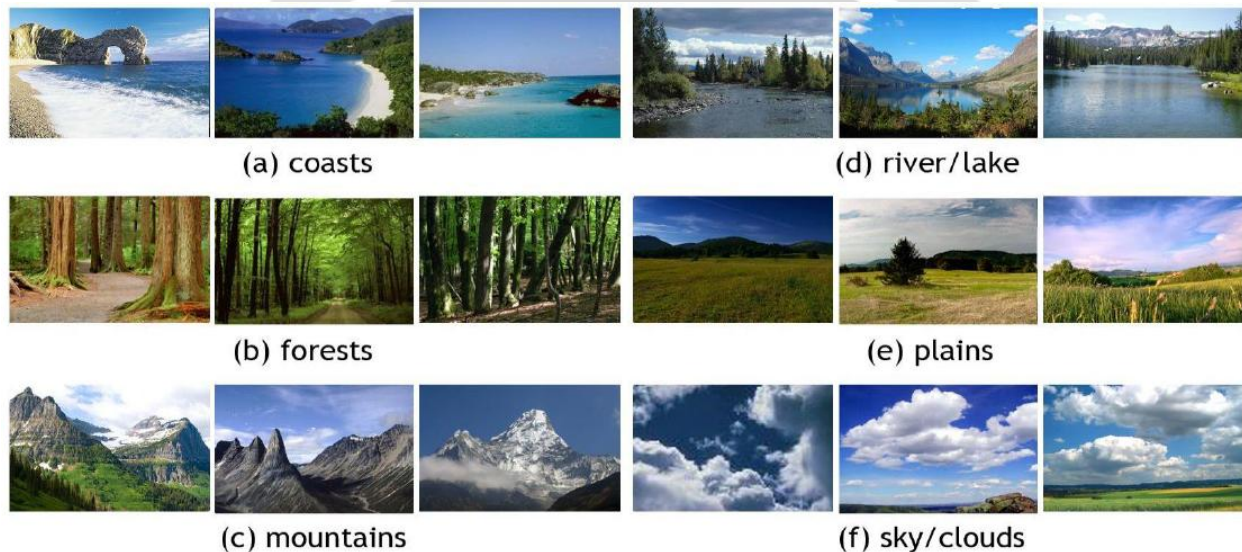 (a) coasts
(d) river/lake
(b) forests
(e) plains
(c) mountains
(f) sky/clouds